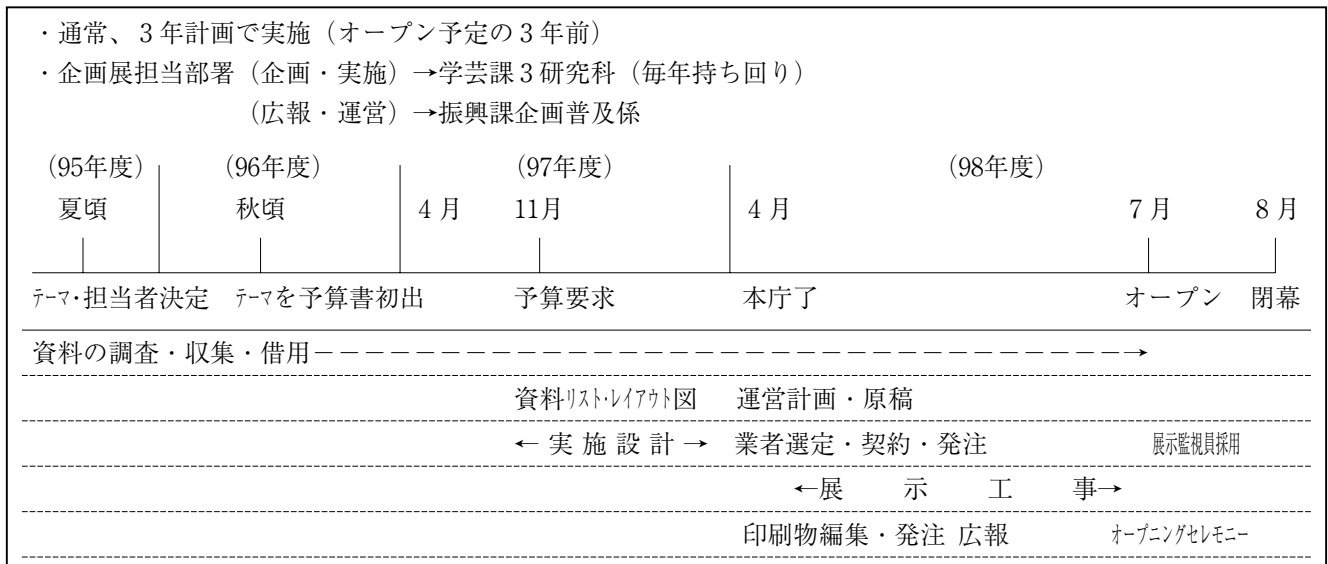 ・通常、３年計画で実施（オープン予定の３年前）
・企画展担当部署（企画・実施）→学芸課３研究科（毎年持ち回り）
（広報・運営）→振興課企画普及係
（95年度） （96年度） （97年度） （98年度）
夏頃 秋頃 ４月 11月 ４月 ７月 ８月
ﾃｰﾏ・担当者決定 ﾃｰﾏを予算書初出 予算要求 本庁了 オープン 閉幕
資料の調査・収集・借用－－－－－－－－－－－－－－－－－－－－－－－－－－－－－－－－→
資料ﾘｽﾄ・ﾚｲｱｳﾄ図 運営計画・原稿
←実施設計→ 業者選定・契約・発注 展示監視員採用
←展示工事→
印刷物編集・発注 広報 ｵｰﾌﾟﾆﾝｸﾞｾﾚﾓﾆｰ